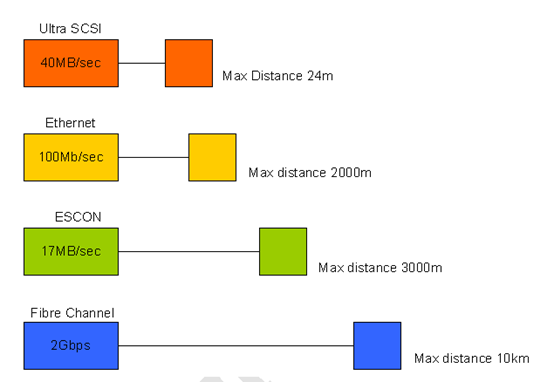 Ultra SCSI
40MB/sec
Max Distance 24m
Ethernet
100Mb/sec
Max distance 2000m
ESCON
17MB/sec
Max distance 3000m
Fibre Channel
2Gbps
Max distance 10km